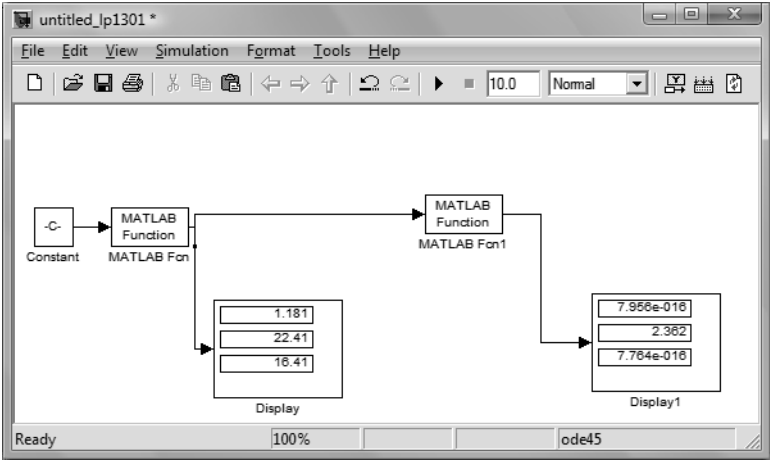 untitled_lp1301 *
File Edit View Simulation Format Tools Help
10.0 Normal
-C-
Constant
MATLAB
Function
MATLAB Fcn
MATLAB
Function
MATLAB Fcn1
1.181
22.41
16.41
Display
7.956e-016
2.362
7.764e-016
Display1
Ready 100% ode45